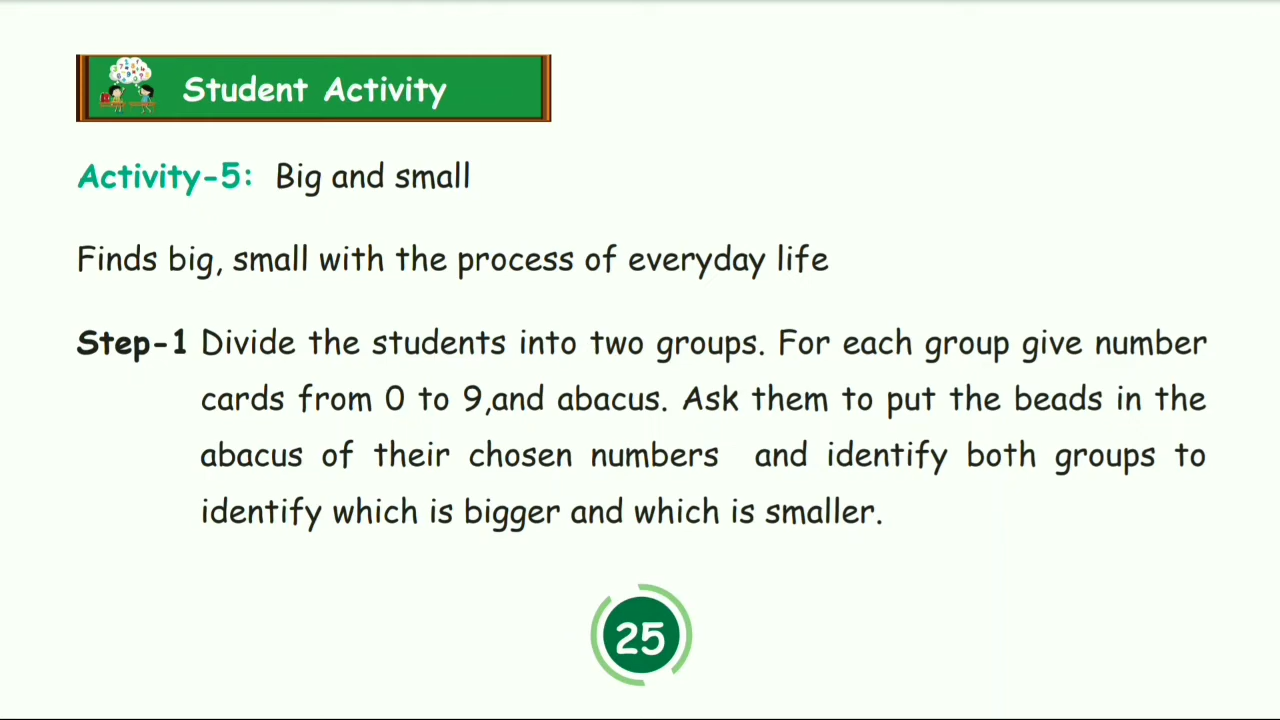 Student Activity
Activity-5: Big and small
Finds big, small with the process of everyday life
Step-1 Divide the students into two groups. For each group give number
cards from 0 to 9,and abacus. Ask them to put the beads in the
abacus of their chosen numbers and identify both groups to
identify which is bigger and which is smaller.
25